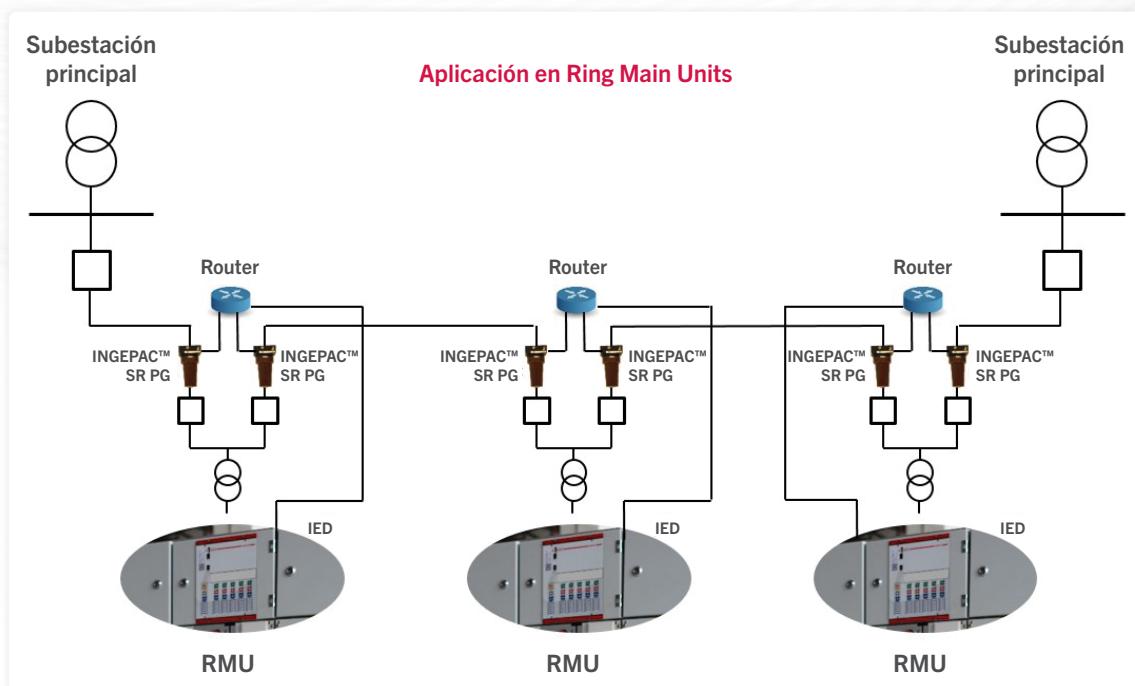 Subestación
principal
Aplicación en Ring Main Units
Subestación
principal
Router
Router
Router
INGEPAC™
SR PG
INGEPAC™
SR PG
INGEPAC™
SR PG
INGEPAC™
SR PG
INGEPAC™
SR PG
INGEPAC™
SR PG
IED
IED
IED
RMU
RMU
RMU